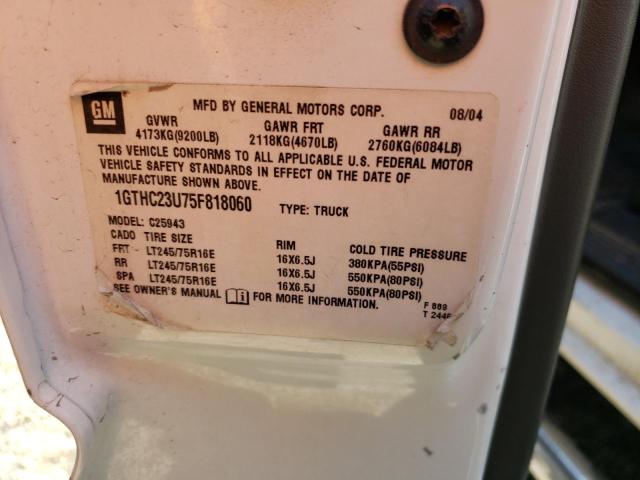 GM
MFD BY GENERAL MOTORS CORP. 08/04
GVWR GAWR FRT GAWR RR
4173KG(9200LB) 2118KG(4670LB) 2760KG(6084LB)
THIS VEHICLE CONFORMS TO ALL APPLICABLE U.S. FEDERAL MOTOR
VEHICLE SAFETY STANDARDS IN EFFECT ON THE DATE OF
MANUFACTURE SHOWN ABOVE.
1GTHC23U75F818060 TYPE: TRUCK
MODEL: C25943
CADO TIRE SIZE RIM COLD TIRE PRESSURE
FRT - LT245/75R16E 16X6.5J 380KPA(55PSI)
RR - LT245/75R16E 16X6.5J 550KPA(80PSI)
SPA - LT245/75R16E 16X6.5J 550KPA(80PSI)
SEE OWNER'S MANUAL FOR MORE INFORMATION.
F 889
T 244F